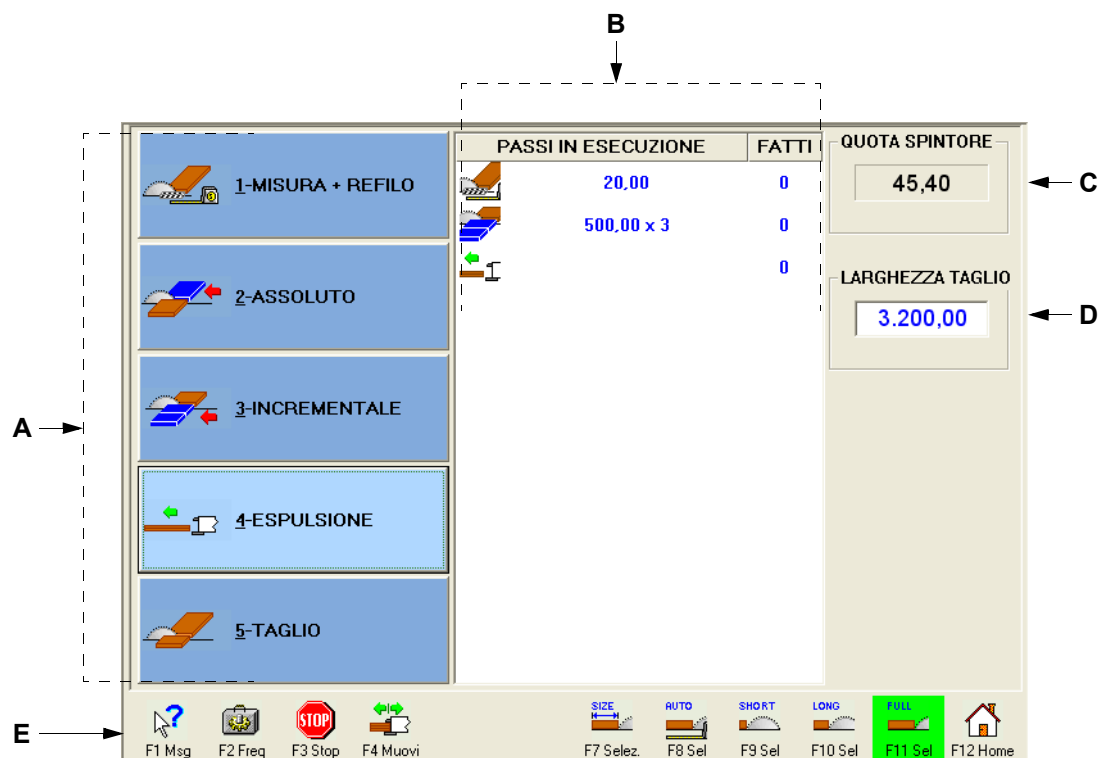 B
PASSI IN ESECUZIONE FATTI
QUOTA SPINTORE
1-MISURA + REFILO
20,00 0
45,40
C
500,00 x 3 0
0
2-ASSOLUTO
LARGHEZZA TAGLIO
3.200,00
D
3-INCREMENTALE
A
4-ESPULSIONE
5-TAGLIO
E
STOP
SIZE
AUTO
SHORT
LONG
FULL
F1 Msg
F2 Freq
F3 Stop
F4 Muovi
F7 Selez.
F8 Sel
F9 Sel
F10 Sel
F11 Sel
F12 Home